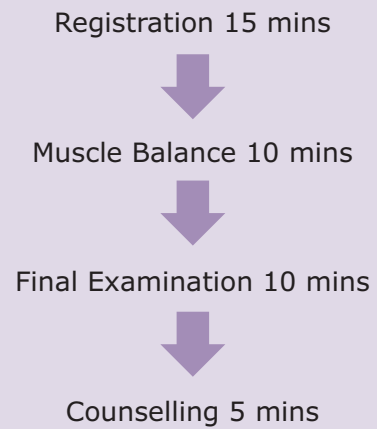 Registration 15 mins
Muscle Balance 10 mins
Final Examination 10 mins
Counselling 5 mins